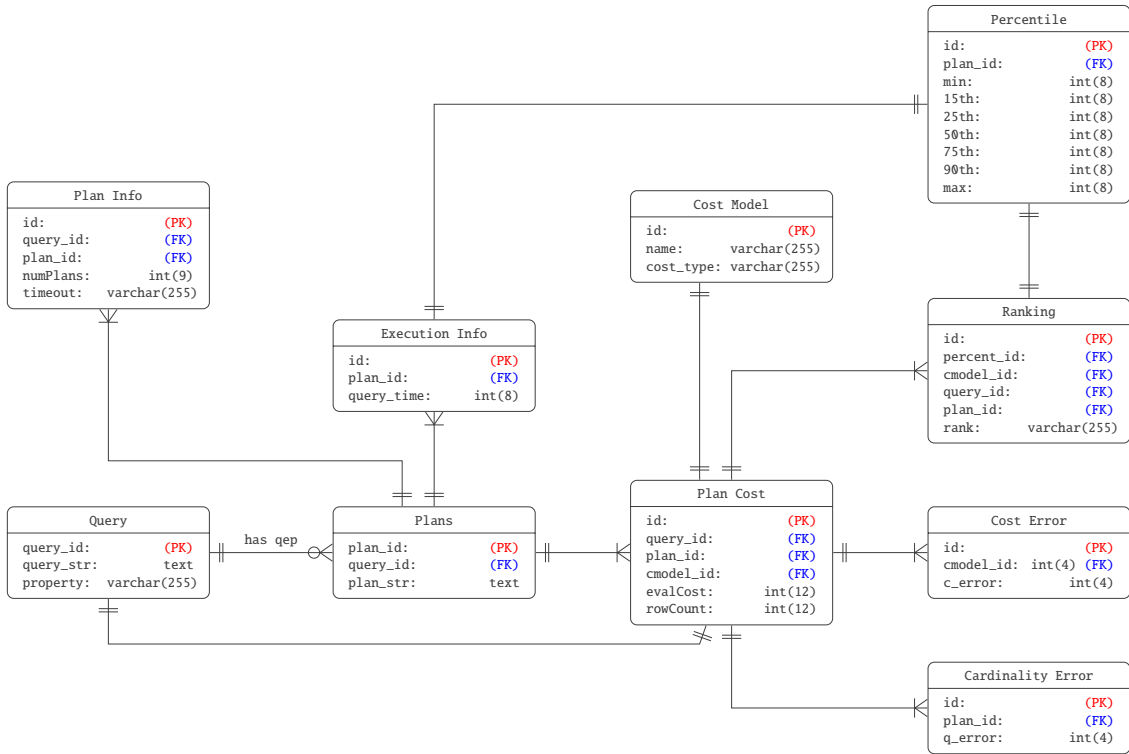 Percentile
id: (PK)
plan_id: (FK)
min: int(8)
15th: int(8)
25th: int(8)
50th: int(8)
75th: int(8)
90th: int(8)
max: int(8)
Plan Info
id: (PK)
query_id: (FK)
plan_id: (FK)
numPlans: int(9)
timeout: varchar(255)
Cost Model
id: (PK)
name: varchar(255)
cost_type: varchar(255)
Execution Info
id: (PK)
plan_id: (FK)
query_time: int(8)
Ranking
id: (PK)
percent_id: (FK)
cmodel_id: (FK)
query_id: (FK)
plan_id: (FK)
rank: varchar(255)
Query
query_id: (PK)
query_str: text
property: varchar(255)
has qep
Plans
plan_id: (PK)
query_id: (FK)
plan_str: text
Plan Cost
id: (PK)
query_id: (FK)
plan_id: (FK)
cmodel_id: (FK)
evalCost: int(12)
rowCount: int(12)
Cost Error
id: (PK)
cmodel_id: int(4) (FK)
c_error: int(4)
Cardinality Error
id: (PK)
plan_id: (FK)
q_error: int(4)